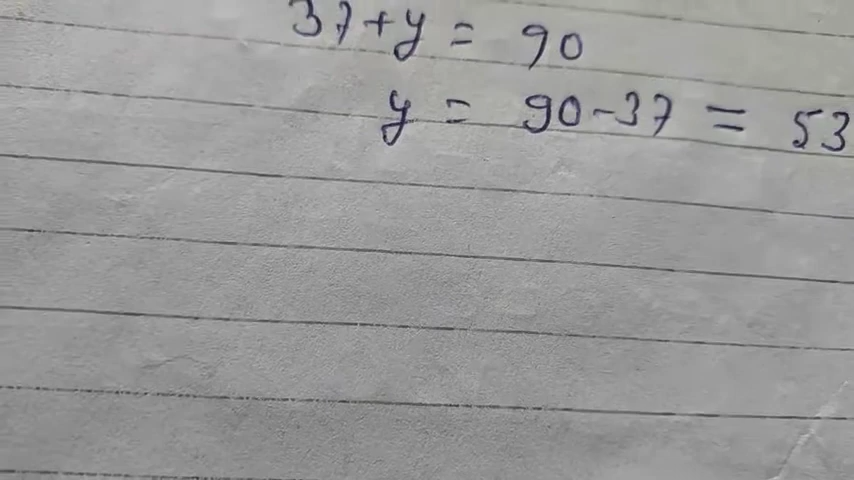 37+y = 90
y = 90-37 = 53